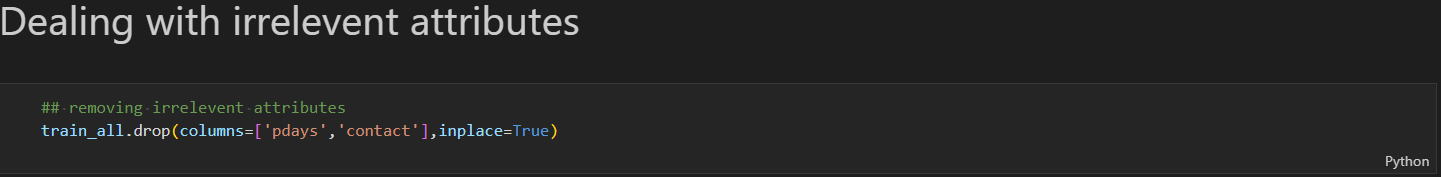 Dealing with irrelevent attributes
## removing irrelevent attributes
train_all.drop(columns=['pdays','contact'],inplace=True)
Python